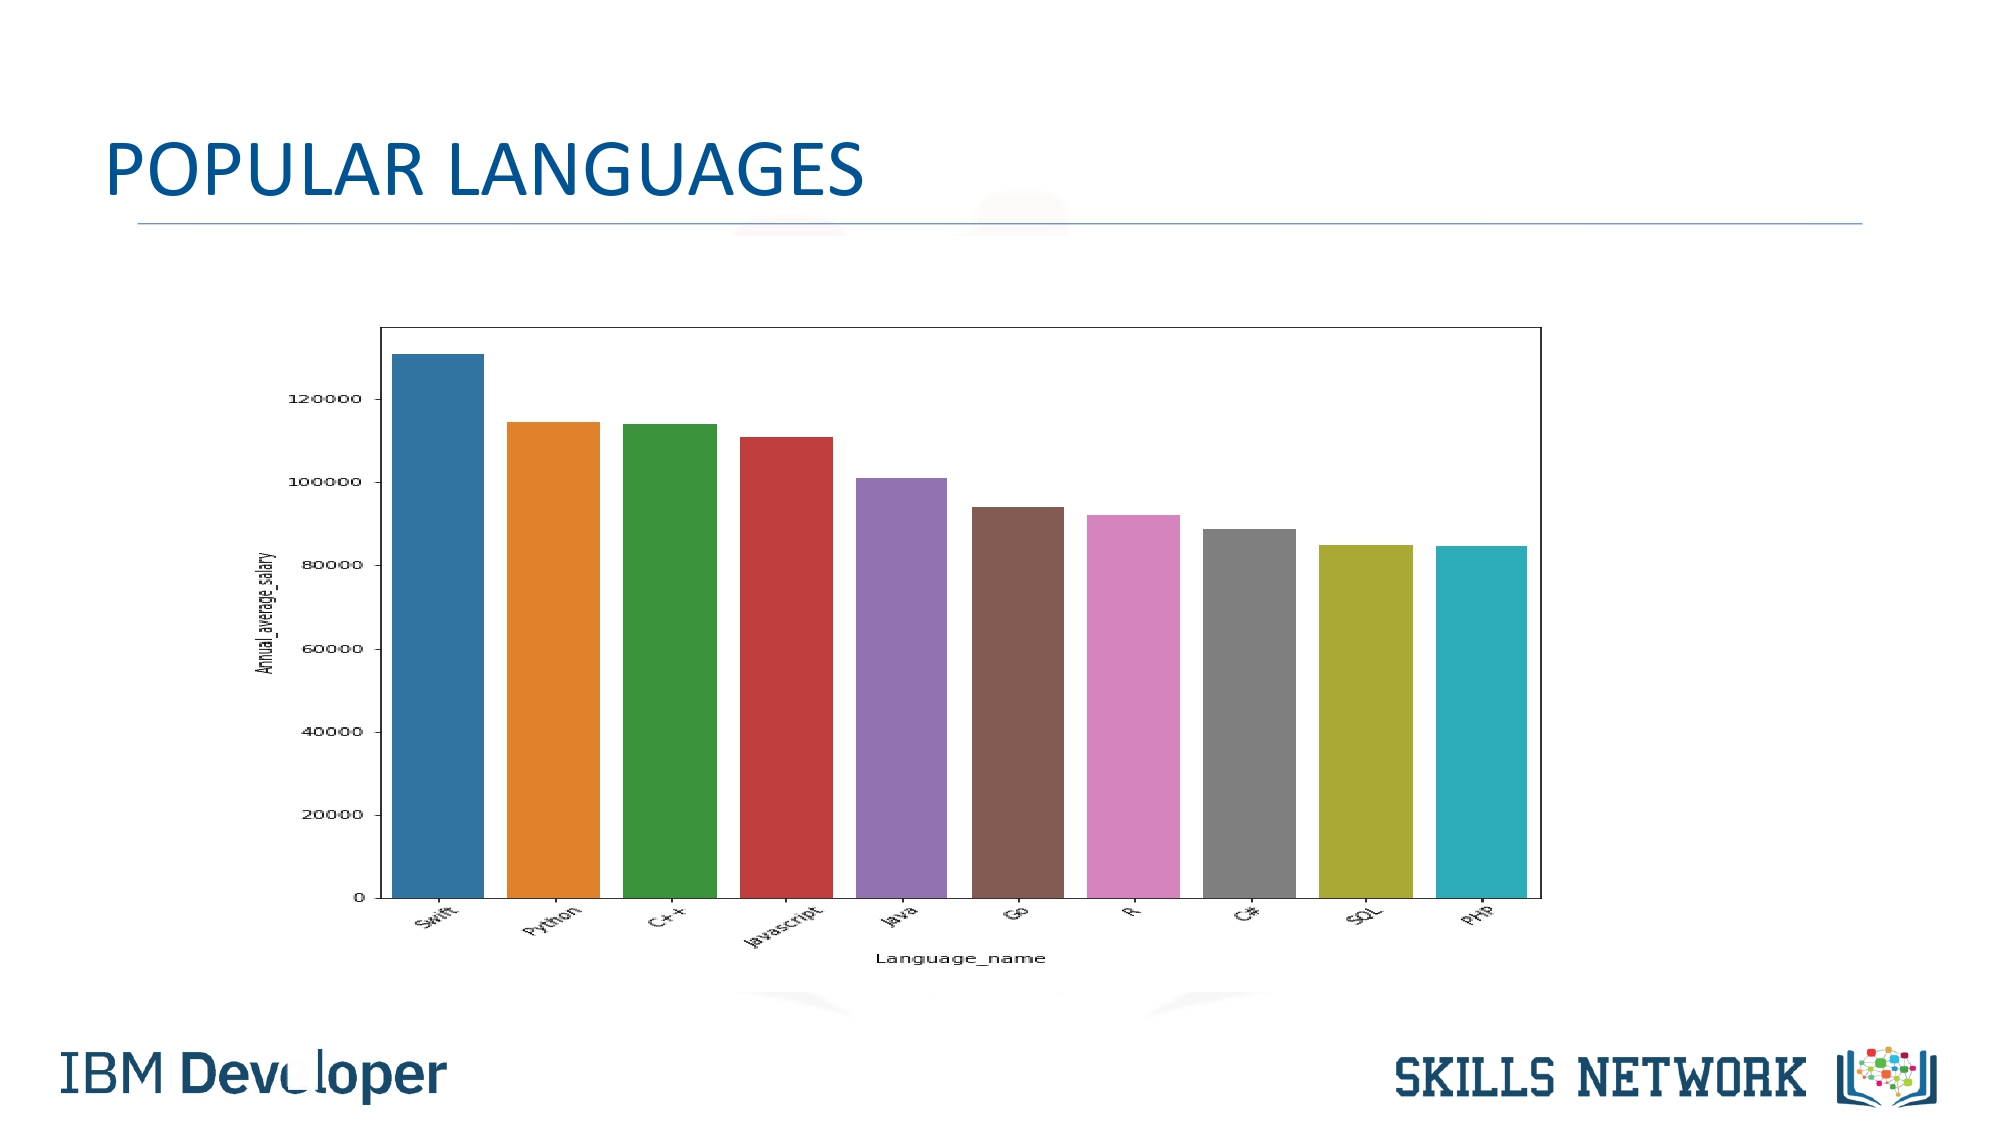 POPULAR LANGUAGES
120000
100000
80000
60000
40000
20000
0
Annual_average_salary
Swift
Python
C++
Javascript
Java
Go
R
C#
SQL
PHP
Language_name
IBM Developer
SKILLS NETWORK